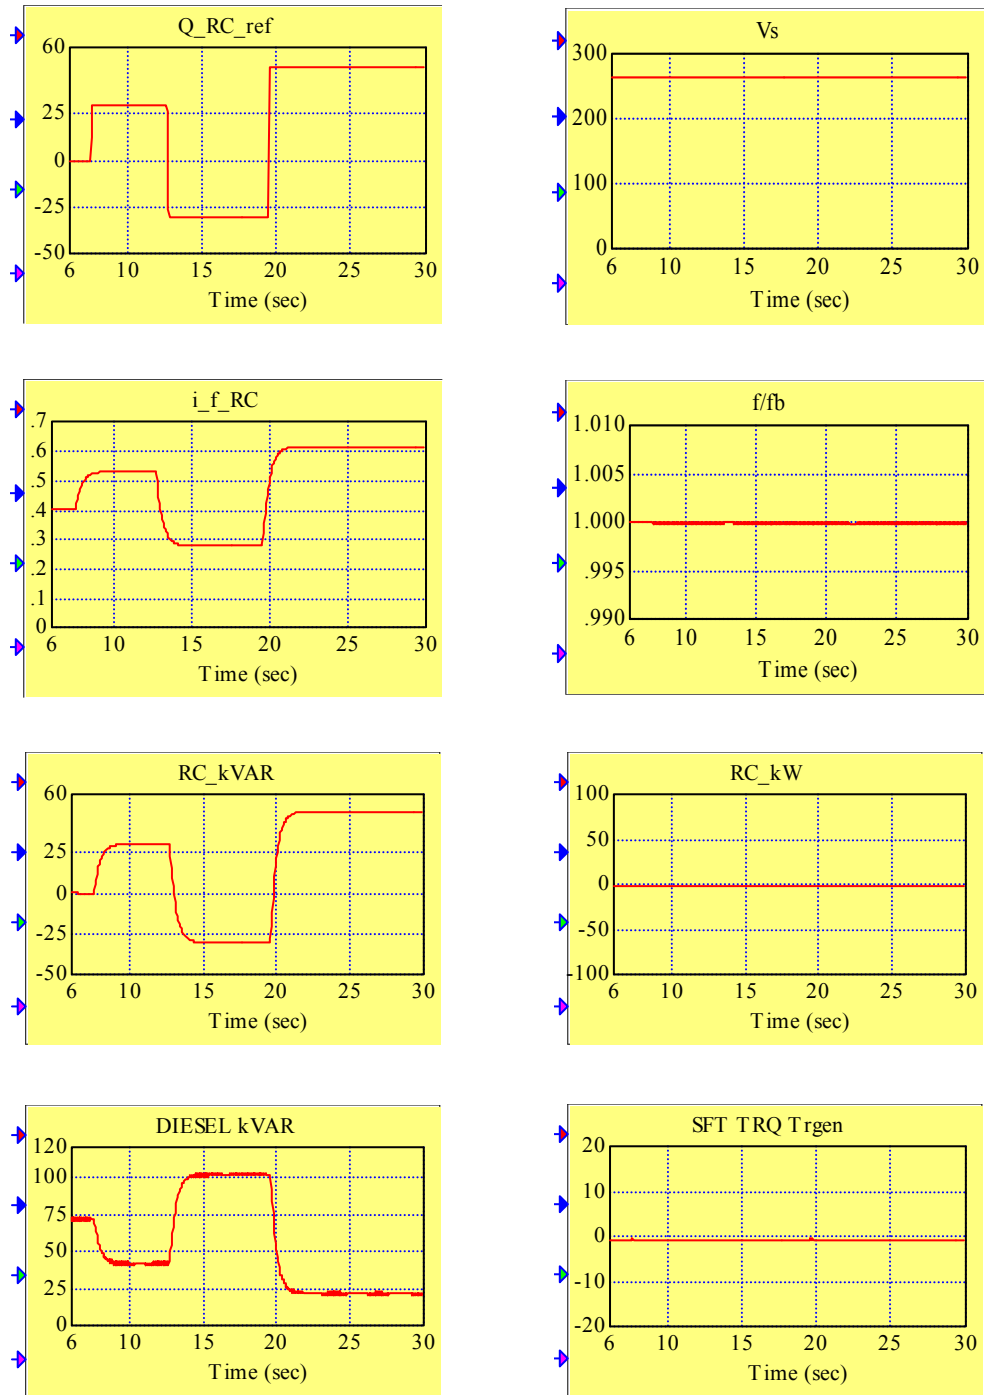 Q_RC_ref
60
25
0
-25
-50
6 10 15 20 25 30
Time (sec)
Vs
300
200
100
0
6 10 15 20 25 30
Time (sec)
i_f_RC
.7
.6
.5
.4
.3
.2
.1
0
6 10 15 20 25 30
Time (sec)
f/fb
1.010
1.005
1.000
.995
.990
6 10 15 20 25 30
Time (sec)
RC_kVAR
60
25
0
-25
-50
6 10 15 20 25 30
Time (sec)
RC_kW
100
50
0
-50
-100
6 10 15 20 25 30
Time (sec)
DIESEL kVAR
120
100
75
50
25
0
6 10 15 20 25 30
Time (sec)
SFT TRQ Trgen
20
10
0
-10
-20
6 10 15 20 25 30
Time (sec)